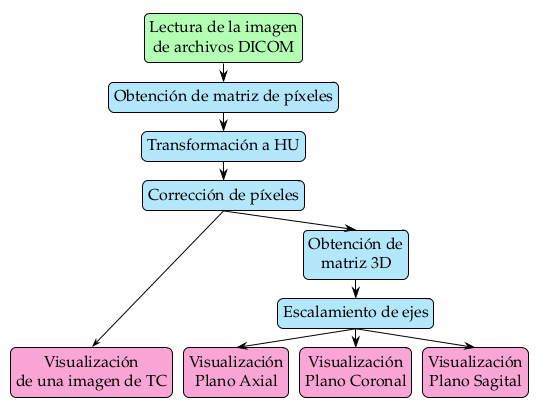 Lectura de la imagen
de archivos DICOM
Obtención de matriz de píxeles
Transformación a HU
Corrección de píxeles
Obtención de
matriz 3D
Escalamiento de ejes
Visualización
de una imagen de TC
Visualización
Plano Axial
Visualización
Plano Coronal
Visualización
Plano Sagital